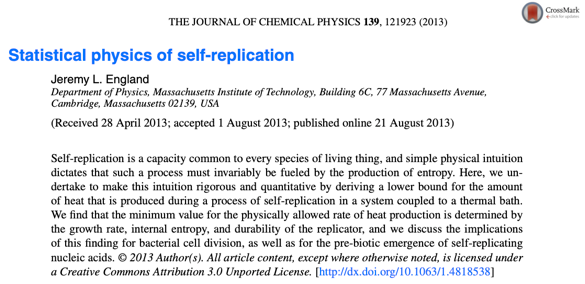 CrossMark
click for updates
THE JOURNAL OF CHEMICAL PHYSICS 139, 121923 (2013)
Statistical physics of self-replication
Jeremy L. England
Department of Physics, Massachusetts Institute of Technology, Building 6C, 77 Massachusetts Avenue,
Cambridge, Massachusetts 02139, USA
(Received 28 April 2013; accepted 1 August 2013; published online 21 August 2013)
Self-replication is a capacity common to every species of living thing, and simple physical intuition
dictates that such a process must invariably be fueled by the production of entropy. Here, we un-
dertake to make this intuition rigorous and quantitative by deriving a lower bound for the amount
of heat that is produced during a process of self-replication in a system coupled to a thermal bath.
We find that the minimum value for the physically allowed rate of heat production is determined by
the growth rate, internal entropy, and durability of the replicator, and we discuss the implications
of this finding for bacterial cell division, as well as for the pre-biotic emergence of self-replicating
nucleic acids. © 2013 Author(s). All article content, except where otherwise noted, is licensed under
a Creative Commons Attribution 3.0 Unported License. [http://dx.doi.org/10.1063/1.4818538]